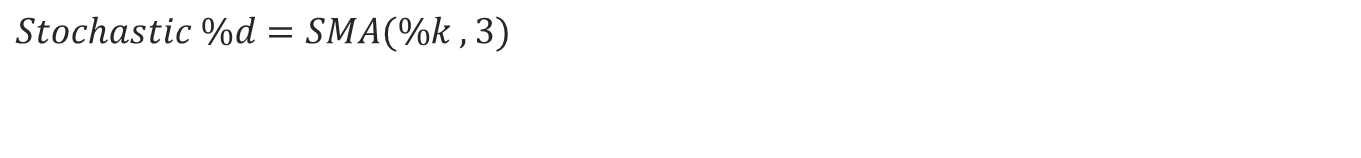 Stochastic %d = SMA(%k , 3)